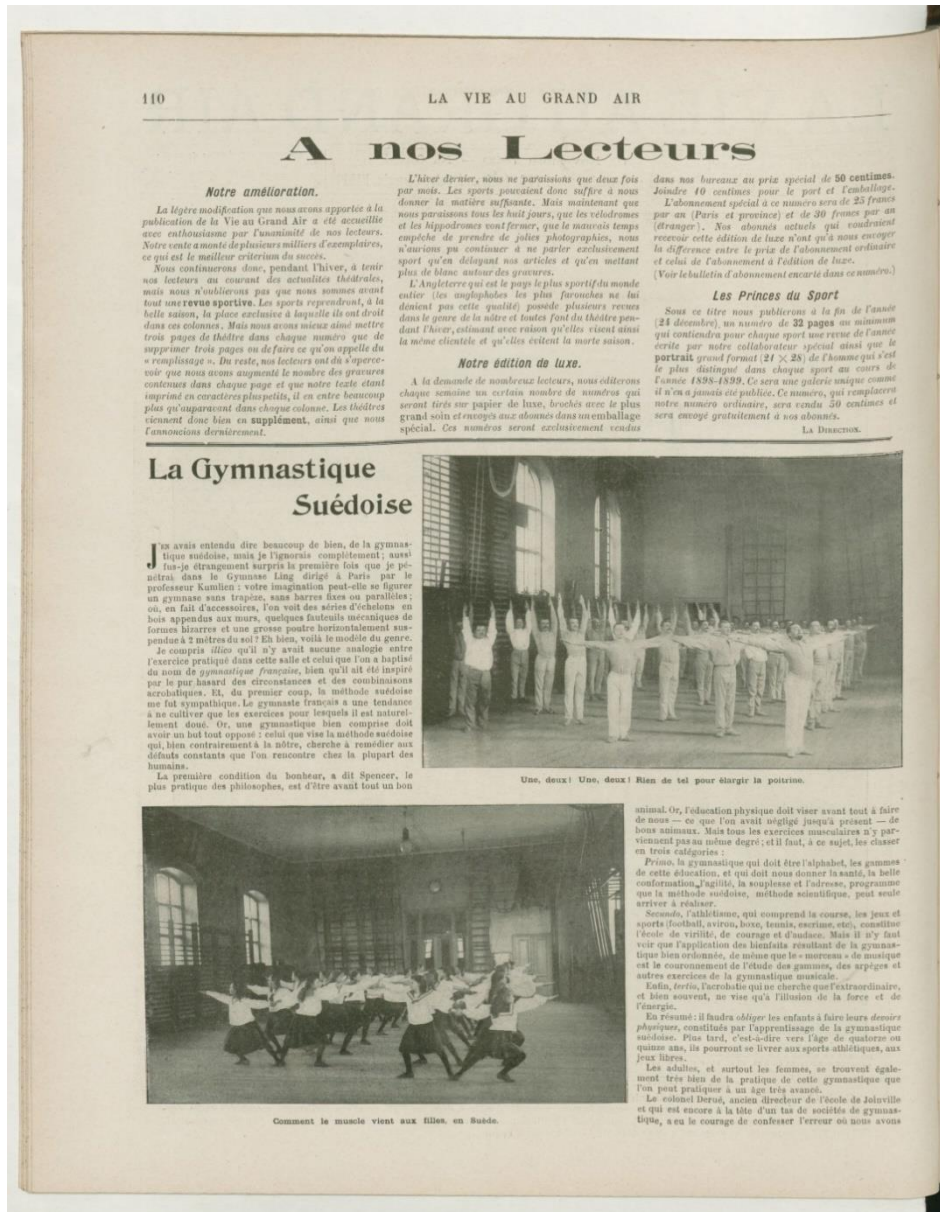 110
LA VIE AU GRAND AIR
A nos Lecteurs
Notre amélioration.
La légère modification que nous avons apportée à la
publication de la Vie au Grand Air a été accueillie
avec enthousiasme par l'unanimité de nos lecteurs.
Notre vente a monté de plusieurs milliers d'exemplaires,
ce qui est le meilleur criterium du succès.
Nous continuerons donc, pendant l'hiver, à tenir
nos lecteurs au courant des actualités théâtrales,
mais nous n'oublierons pas que nous sommes avant
tout une revue sportive. Les sports reprendront, à la
belle saison, la place exclusive à laquelle ils ont droit
dans ces colonnes. Mais nous avons mieux aimé mettre
trois pages de théâtre dans chaque numéro que de
supprimer trois pages ou de faire ce qu'on appelle du
« remplissage ». Du reste, nos lecteurs ont dû s'aperce-
voir que nous avons augmenté le nombre des gravures
contenues dans chaque page et que notre texte étant
imprimé en caractères plus petits, il en entre beaucoup
plus qu'auparavant dans chaque colonne. Les théâtres
viennent donc bien en supplément, ainsi que nous
l'annoncions dernièrement.
L'hiver dernier, nous ne paraissions que deux fois
par mois. Les sports pouvaient donc suffire à nous
donner la matière suffisante. Mais maintenant que
nous paraissons tous les huit jours, que les vélodromes
et les hippodromes vont fermer, que le mauvais temps
empêche de prendre de jolies photographies, nous
n'aurions pu continuer à ne parler exclusivement
sport qu'en délayant nos articles et qu'en mettant
plus de blanc autour des gravures.
L'Angleterre qui est le pays le plus sportif du monde
entier (les anglophobes les plus farouches ne lui
dénient pas cette qualité) possède plusieurs revues
dans le genre de la nôtre et toutes font du théâtre pen-
dant l'hiver, estimant avec raison qu'elles visent ainsi
la même clientèle et qu'elles évitent la morte saison.
Notre édition de luxe.
A la demande de nombreux lecteurs, nous éditerons
chaque semaine un certain nombre de numéros qui
seront tirés sur papier de luxe, brochés avec le plus
grand soin et envoyés aux abonnés dans un emballage
spécial. Ces numéros seront exclusivement vendus
dans nos bureaux au prix spécial de 50 centimes.
Joindre 10 centimes pour le port et l'emballage.
L'abonnement spécial à ce numéro sera de 25 francs
par an (Paris et province) et de 30 francs par an
(étranger). Nos abonnés actuels qui voudraient
recevoir cette édition de luxe n'ont qu'à nous envoyer
la différence entre le prix de l'abonnement ordinaire
et celui de l'abonnement à l'édition de luxe.
(Voir le bulletin d'abonnement encarté dans ce numéro.)
Les Princes du Sport
Sous ce titre nous publierons à la fin de l'année
(24 décembre), un numéro de 32 pages au minimum
qui contiendra pour chaque sport une revue de l'année
écrite par notre collaborateur spécial ainsi que le
portrait grand format (21 × 28) de l'homme qui s'est
le plus distingué dans chaque sport au cours de
l'année 1898-1899. Ce sera une galerie unique comme
il n'en a jamais été publiée. Ce numéro, qui remplacera
notre numéro ordinaire, sera vendu 50 centimes et
sera envoyé gratuitement à nos abonnés.
LA DIRECTION.
La Gymnastique
Suédoise
J'EN avais entendu dire beaucoup de bien, de la gymnas-
tique suédoise, mais je l'ignorais complètement ; aussi
fus-je étrangement surpris la première fois que je pé-
nétrai dans le Gymnase Ling dirigé à Paris par le
professeur Kumlien : votre imagination peut-elle se figurer
un gymnase sans trapèze, sans barres fixes ou parallèles ;
où, en fait d'accessoires, l'on voit des séries d'échelons en
bois appendus aux murs, quelques fauteuils mécaniques de
formes bizarres et une grosse poutre horizontalement sus-
pendue à 2 mètres du sol ? Eh bien, voilà le modèle du genre.
Je compris illico qu'il n'y avait aucune analogie entre
l'exercice pratiqué dans cette salle et celui que l'on a baptisé
du nom de gymnastique française, bien qu'il ait été inspiré
par le pur hasard des circonstances et des combinaisons
acrobatiques. Et, du premier coup, la méthode suédoise
me fut sympathique. Le gymnaste français a une tendance
à ne cultiver que les exercices pour lesquels il est naturel-
lement doué. Or, une gymnastique bien comprise doit
avoir un but tout opposé : celui que vise la méthode suédoise
qui, bien contrairement à la nôtre, cherche à remédier aux
défauts constants que l'on rencontre chez la plupart des
humains.
La première condition du bonheur, a dit Spencer, le
plus pratique des philosophes, est d'être avant tout un bon
Une, deux ! Une, deux ! Rien de tel pour élargir la poitrine.
Comment le muscle vient aux filles, en Suède.
animal. Or, l'éducation physique doit viser avant tout à faire
de nous — ce que l'on avait négligé jusqu'à présent — de
bons animaux. Mais tous les exercices musculaires n'y par-
viennent pas au même degré ; et il faut, à ce sujet, les classer
en trois catégories :
Primo, la gymnastique qui doit être l'alphabet, les gammes
de cette éducation, et qui doit nous donner la santé, la belle
conformation, l'agilité, la souplesse et l'adresse, programme
que la méthode suédoise, méthode scientifique, peut seule
arriver à réaliser.
Secundo, l'athlétisme, qui comprend la course, les jeux et
sports (football, aviron, boxe, tennis, escrime, etc), constitue
l'école de virilité, de courage et d'audace. Mais il n'y faut
voir que l'application des bienfaits résultant de la gymnas-
tique bien ordonnée, de même que le « morceau » de musique
est le couronnement de l'étude des gammes, des arpèges et
autres exercices de la gymnastique musicale.
Enfin, tertio, l'acrobatie qui ne cherche que l'extraordinaire,
et bien souvent, ne vise qu'à l'illusion de la force et de
l'énergie.
En résumé : il faudra obliger les enfants à faire leurs devoirs
physiques, constitués par l'apprentissage de la gymnastique
suédoise. Plus tard, c'est-à-dire vers l'âge de quatorze ou
quinze ans, ils pourront se livrer aux sports athlétiques, aux
jeux libres.
Les adultes, et surtout les femmes, se trouvent égale-
ment très bien de la pratique de cette gymnastique que
l'on peut pratiquer à un âge très avancé.
Le colonel Derué, ancien directeur de l'école de Joinville
et qui est encore à la tête d'un tas de sociétés de gymnas-
tique, a eu le courage de confesser l'erreur où nous avons